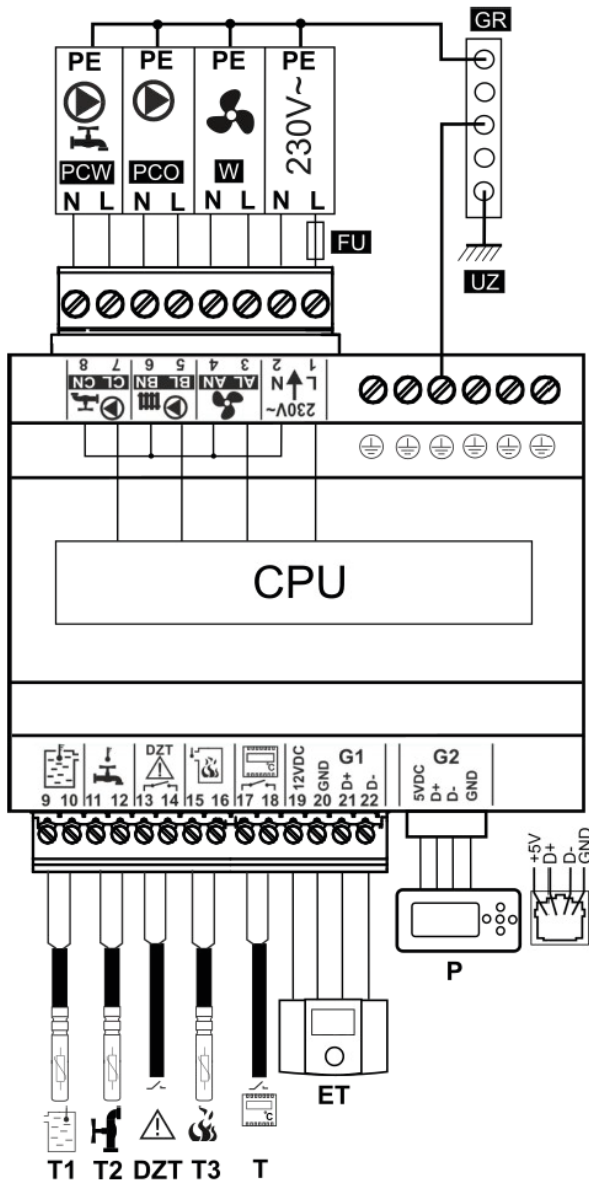 GR
PE PE PE PE
230V~
PCW PCO W
N L N L N L N L
FU
UZ
8 7 6 5 4 3 2 1
CN CL BN BL AN AL N L
230V~
CPU
DZT
12VDC GND D+ D-
G1
G2
5VDC D+ D- GND
°C
9 10 11 12 13 14 15 16 17 18 19 20 21 22
+5V D+ D- GND
P
ET
°C
T1 T2 DZT T3 T